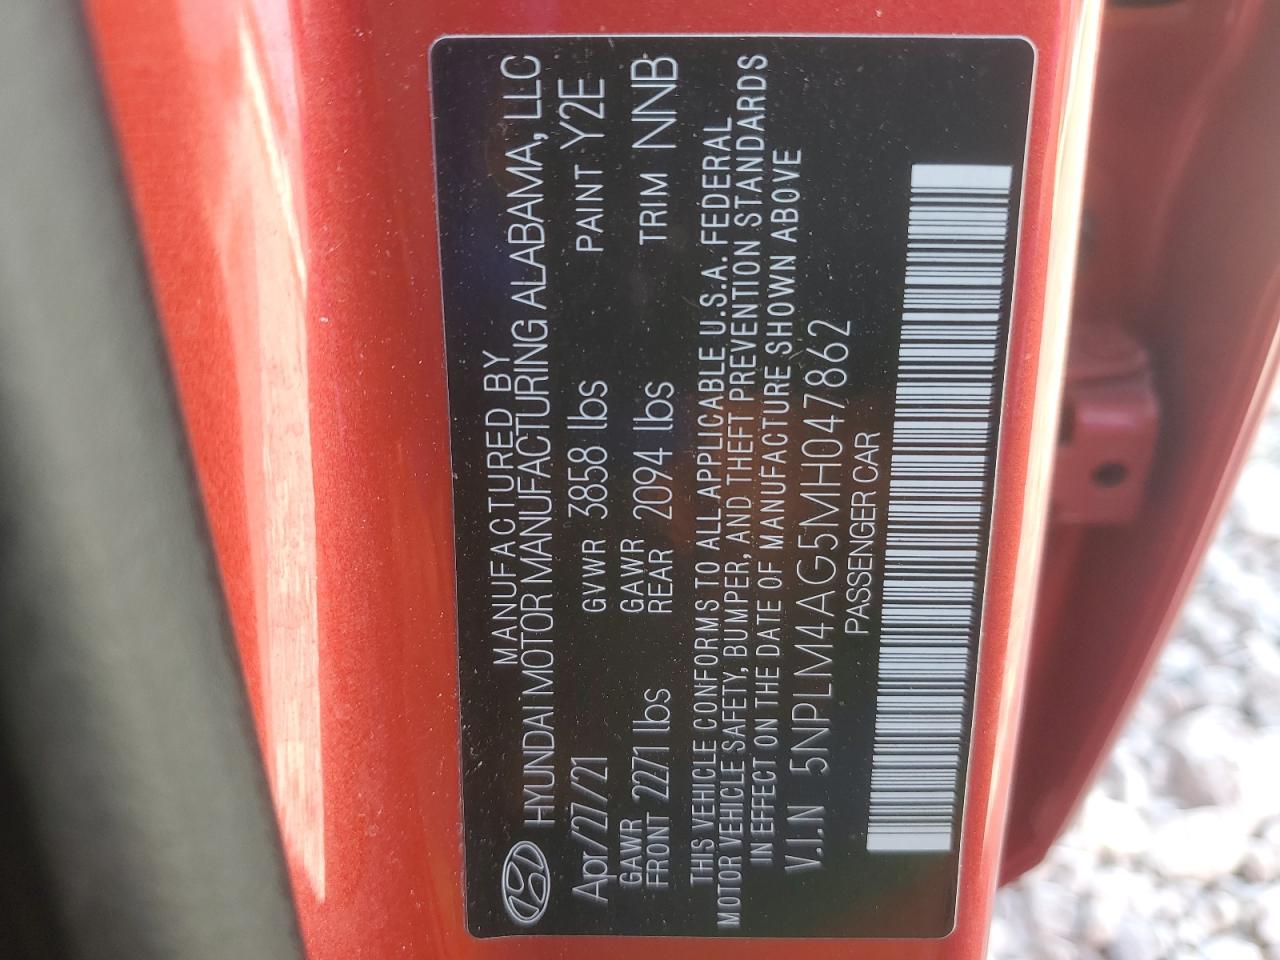 MANUFACTURED BY
HYUNDAI MOTOR MANUFACTURING ALABAMA, LLC
Apr/27/21 GVWR 3858 lbs PAINT Y2E
GAWR FRONT 2271 lbs GAWR REAR 2094 lbs TRIM NNB
THIS VEHICLE CONFORMS TO ALL APPLICABLE U.S.A. FEDERAL
MOTOR VEHICLE SAFETY, BUMPER, AND THEFT PREVENTION STANDARDS
IN EFFECT ON THE DATE OF MANUFACTURE SHOWN ABOVE
V.I.N 5NPLM4AG5MH047862
PASSENGER CAR